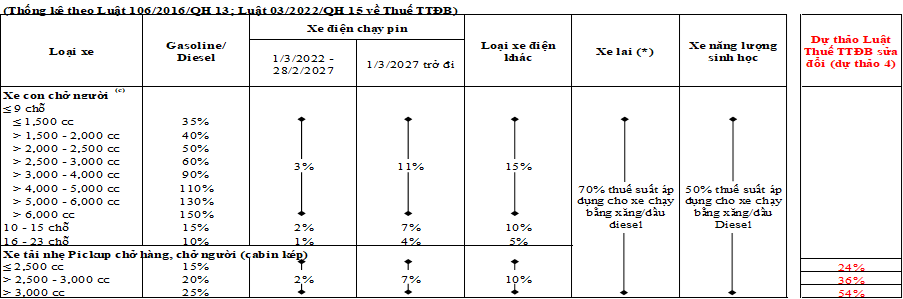 (Thống kê theo Luật 106/2016/QH 13; Luật 03/2022/QH 15 về Thuế TTĐB)
Loại xe Gasoline/ Diesel Xe điện chạy pin Loại xe điện khác Xe lai (*) Xe năng lượng sinh học Dự thảo Luật Thuế TTĐB sửa đổi (dự thảo 4)
1/3/2022 - 28/2/2027 1/3/2027 trở đi
Xe con chở người (c)
≤ 9 chỗ
≤ 1,500 cc 35%
> 1,500 - 2,000 cc 40%
> 2,000 - 2,500 cc 50%
> 2,500 - 3,000 cc 60% 3% 11% 15%
> 3,000 - 4,000 cc 90%
> 4,000 - 5,000 cc 110% 70% thuế suất áp 50% thuế suất áp
> 5,000 - 6,000 cc 130% dụng cho xe chạy dụng cho xe chạy
> 6,000 cc 150% bằng xăng/dầu bằng xăng/dầu
10 - 15 chỗ 15% 2% 7% 10% diesel Diesel
16 - 23 chỗ 10% 1% 4% 5%
Xe tải nhẹ Pickup chở hàng, chở người (cabin kép)
≤ 2,500 cc 15% 24%
> 2,500 - 3,000 cc 20% 2% 7% 10% 36%
> 3,000 cc 25% 54%